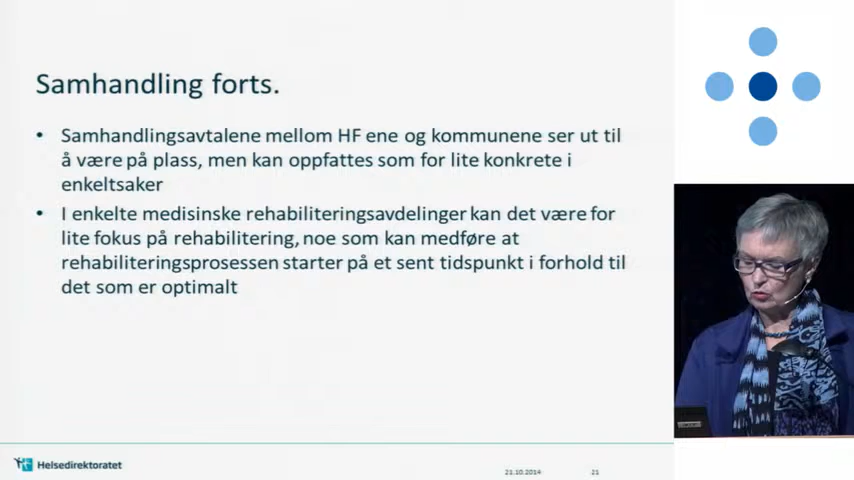 Samhandling forts.
• Samhandlingsavtalene mellom HF ene og kommunene ser ut til
å være på plass, men kan oppfattes som for lite konkrete i
enkeltsaker
• I enkelte medisinske rehabiliteringsavdelinger kan det være for
lite fokus på rehabilitering, noe som kan medføre at
rehabiliteringsprosessen starter på et sent tidspunkt i forhold til
det som er optimalt
Helsedirektoratet
21.10.2014
21